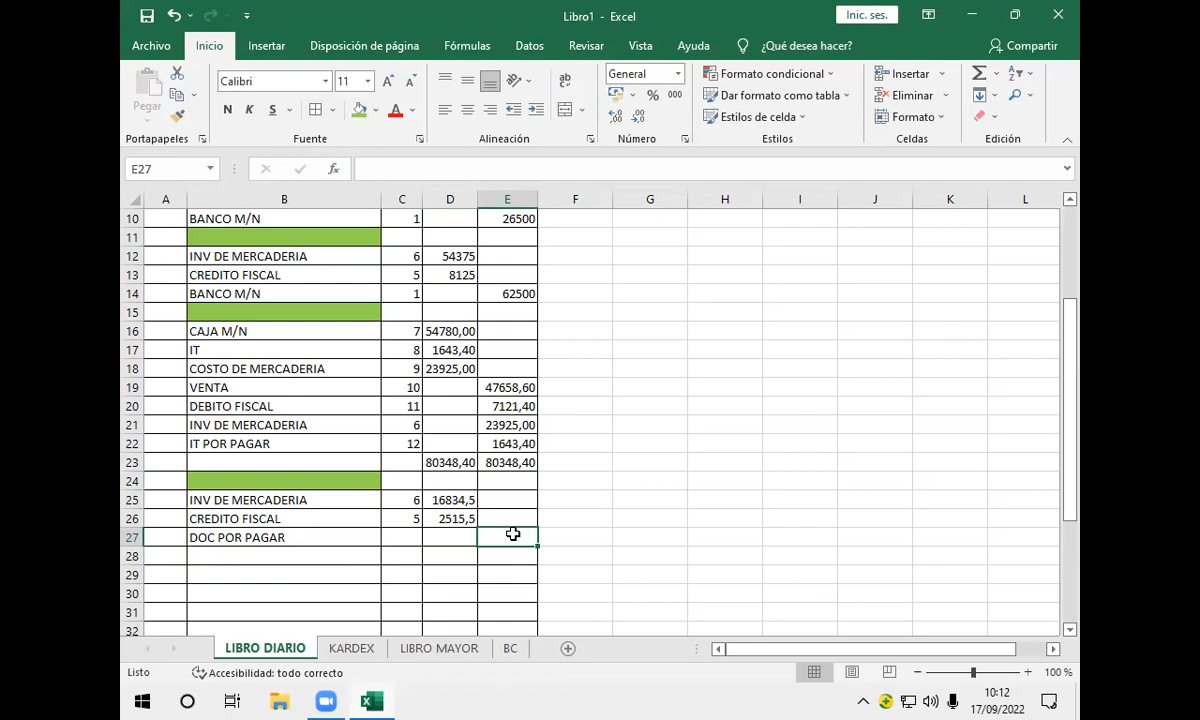 Libro1 - Excel
Inic. ses.
Archivo Inicio Insertar Disposición de página Fórmulas Datos Revisar Vista Ayuda ¿Qué desea hacer? Compartir
Pegar
Calibri 11
N K S
General
% 000
Formato condicional
Dar formato como tabla
Estilos de celda
Insertar
Eliminar
Formato
Portapapeles Fuente Alineación Número Estilos Celdas Edición
E27 fx
A B C D E F G H I J K L
10 BANCO M/N 1 26500
11
12 INV DE MERCADERIA 6 54375
13 CREDITO FISCAL 5 8125
14 BANCO M/N 1 62500
15
16 CAJA M/N 7 54780,00
17 IT 8 1643,40
18 COSTO DE MERCADERIA 9 23925,00
19 VENTA 10 47658,60
20 DEBITO FISCAL 11 7121,40
21 INV DE MERCADERIA 6 23925,00
22 IT POR PAGAR 12 1643,40
23 80348,40 80348,40
24
25 INV DE MERCADERIA 6 16834,5
26 CREDITO FISCAL 5 2515,5
27 DOC POR PAGAR
28
29
30
31
32
LIBRO DIARIO KARDEX LIBRO MAYOR BC
Listo Accesibilidad: todo correcto 100 %
10:12
17/09/2022